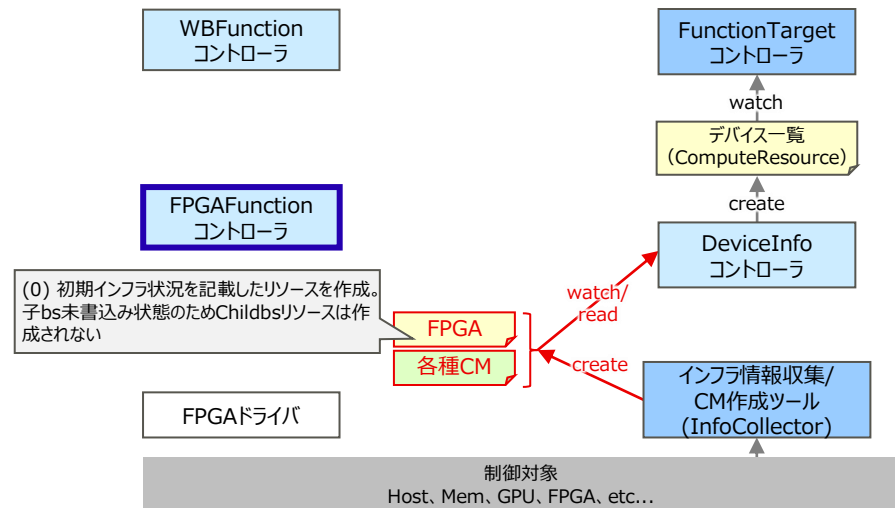 WBFunction
コントローラ
FunctionTarget
コントローラ
watch
デバイス一覧
(ComputeResource)
create
FPGAFunction
コントローラ
DeviceInfo
コントローラ
(0) 初期インフラ状況を記載したリソースを作成。
子bs未書込み状態のためChildbsリソースは作
成されない
watch/
read
FPGA
各種CM
create
インフラ情報収集/
CM作成ツール
(InfoCollector)
FPGAドライバ
制御対象
Host、Mem、GPU、FPGA、etc...